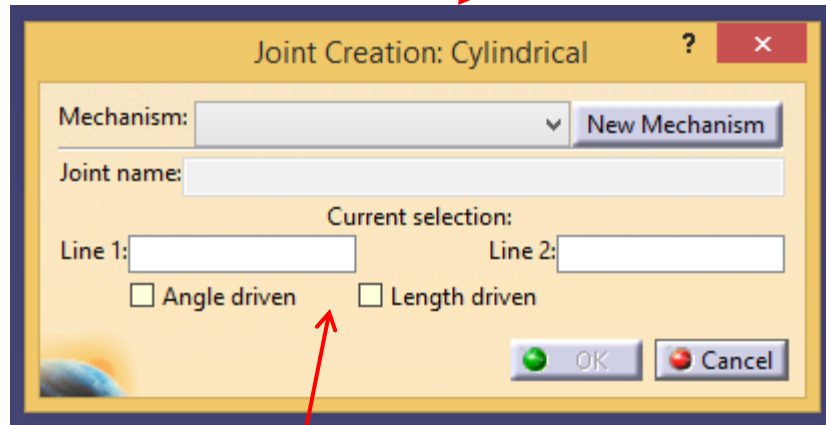 Joint Creation: Cylindrical ? ×
Mechanism: New Mechanism
Joint name:
Current selection:
Line 1: Line 2:
Angle driven Length driven
OK Cancel